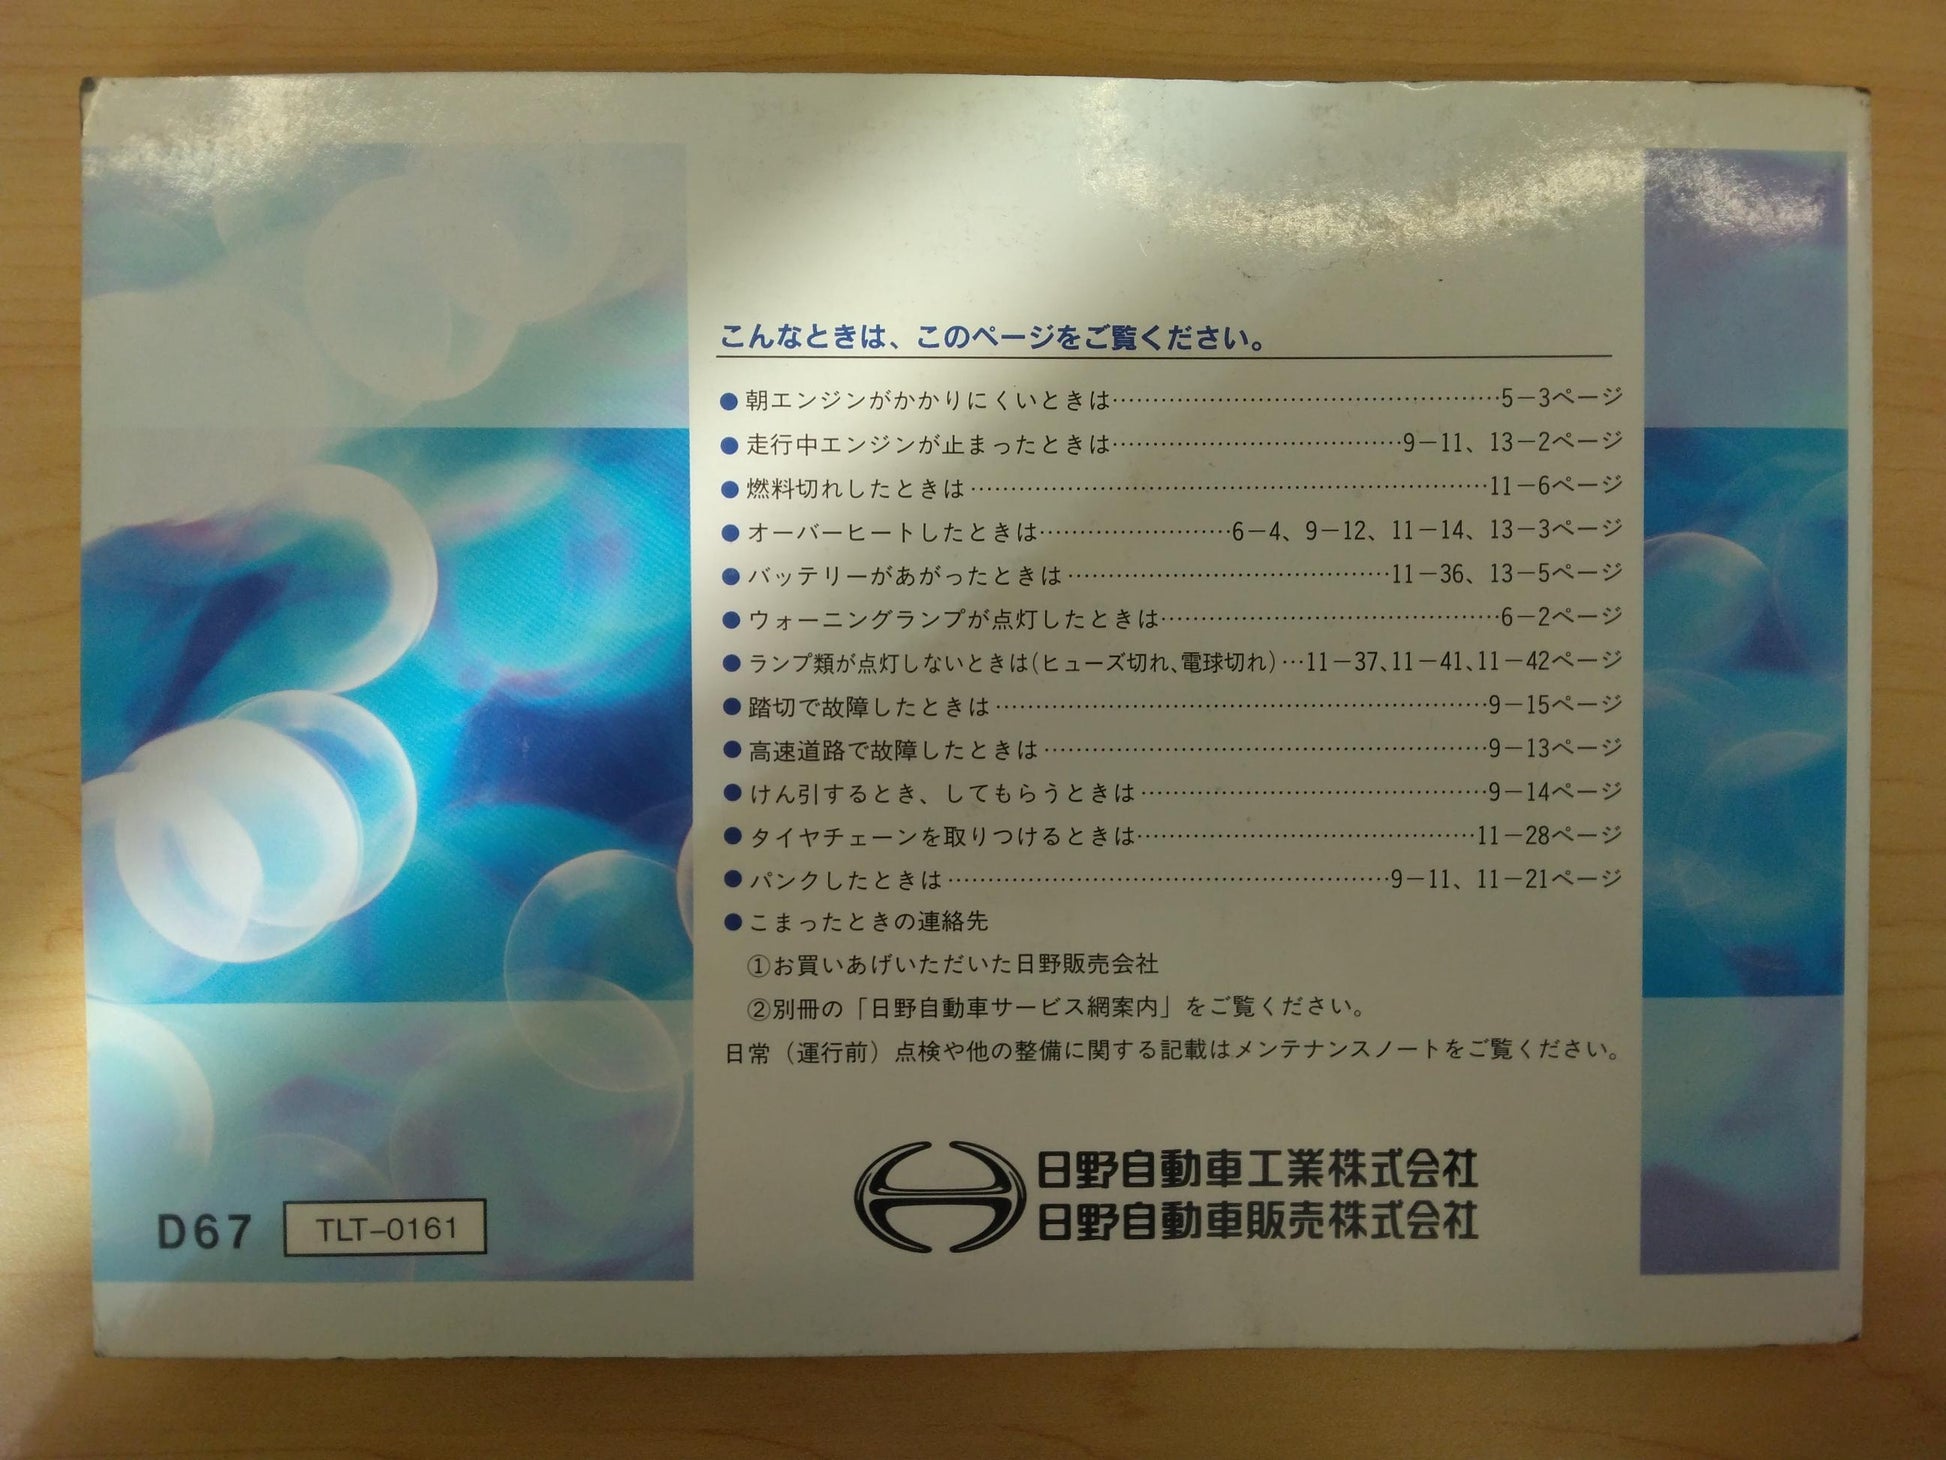 こんなときは、このページをご覧ください。
●朝エンジンがかかりにくいときは……………………………………………5－3ページ
●走行中エンジンが止まったときは………………………………9－11、13－2ページ
●燃料切れしたときは…………………………………………………………11－6ページ
●オーバーヒートしたときは……………………6－4、9－12、11－14、13－3ページ
●バッテリーがあがったときは……………………………………11－36、13－5ページ
●ウォーニングランプが点灯したときは………………………………………6－2ページ
●ランプ類が点灯しないときは(ヒューズ切れ、電球切れ)…11－37、11－41、11－42ページ
●踏切で故障したときは………………………………………………………9－15ページ
●高速道路で故障したときは…………………………………………………9－13ページ
●けん引するとき、してもらうときは………………………………………9－14ページ
●タイヤチェーンを取りつけるときは………………………………………11－28ページ
●パンクしたときは…………………………………………………9－11、11－21ページ
●こまったときの連絡先
①お買いあげいただいた日野販売会社
②別冊の「日野自動車サービス網案内」をご覧ください。
日常（運行前）点検や他の整備に関する記載はメンテナンスノートをご覧ください。
日野自動車工業株式会社
日野自動車販売株式会社
D67 TLT-0161